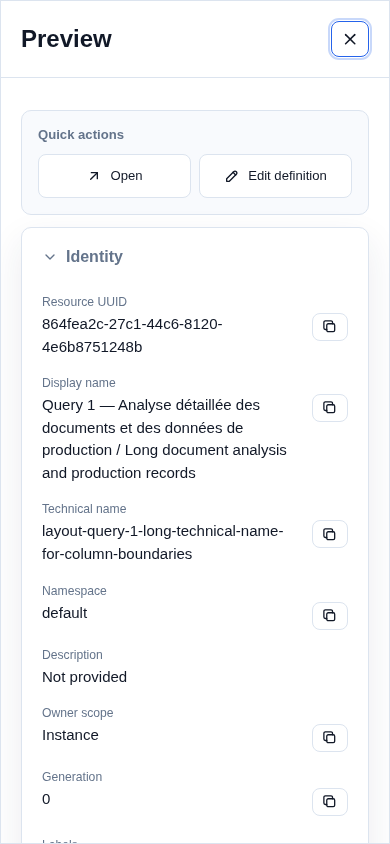 Preview
Quick actions
Open
Edit definition
Identity
Resource UUID
864fea2c-27c1-44c6-8120-
4e6b8751248b
Display name
Query 1 — Analyse détaillée des
documents et des données de
production / Long document analysis
and production records
Technical name
layout-query-1-long-technical-name-
for-column-boundaries
Namespace
default
Description
Not provided
Owner scope
Instance
Generation
0
Labels